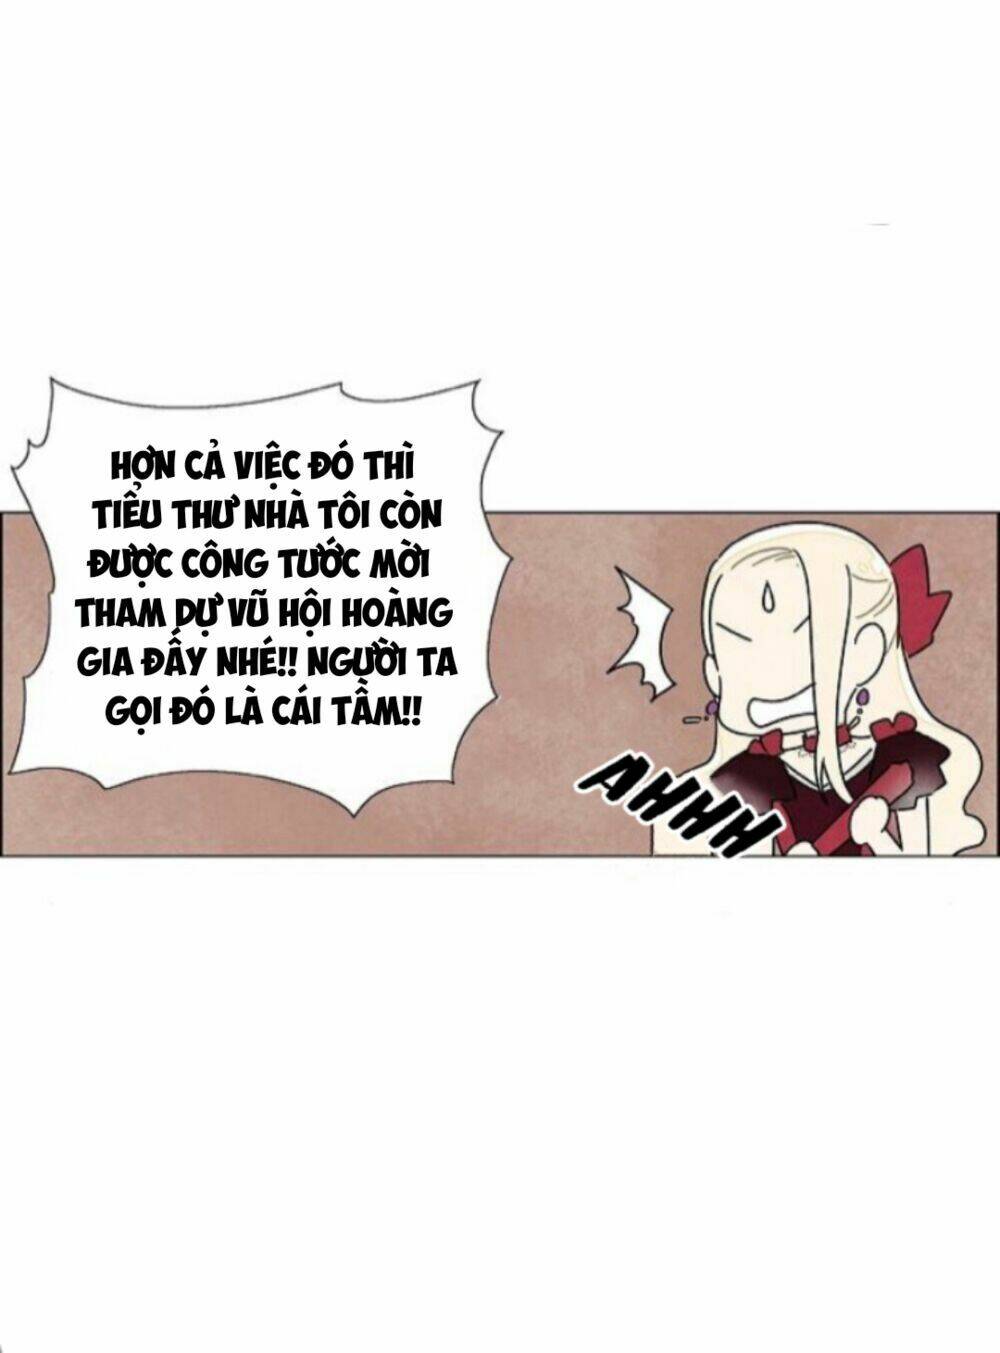 HƠN CẢ VIỆC ĐÓ THÌ
TIỂU THƯ NHÀ TÔI CÒN
ĐƯỢC CÔNG TƯỚC MỜI
THAM DỰ VŨ HỘI HOÀNG
GIA ĐẤY NHÉ!! NGƯỜI TA
GỌI ĐÓ LÀ CÁI TẦM!!
AHHH